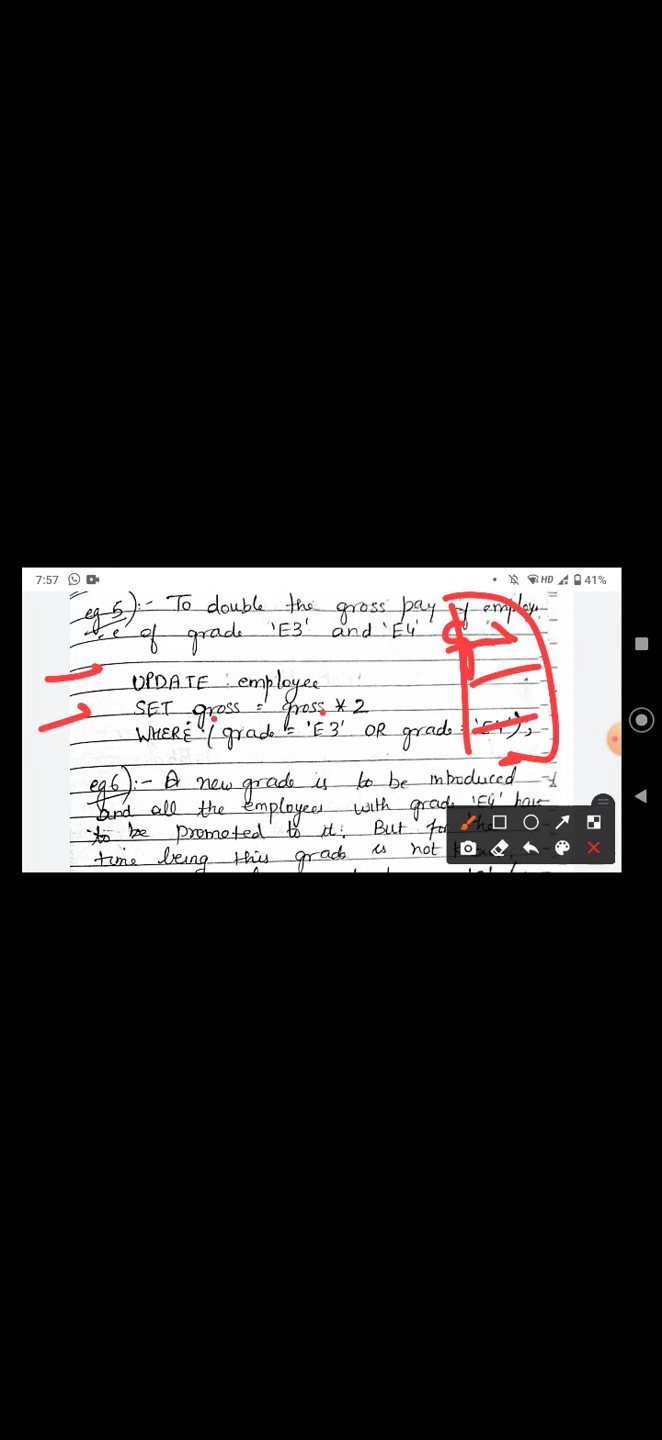 7:57 HD 41%
eg 5):- To double the gross pay of employ-
ee of grade 'E3' and 'E4'
UPDATE employee
SET gross = gross * 2
WHERE (grade = 'E3' OR grade = 'E4');
eg 6):- A new grade is to be introduced
and all the employees with grade 'E4' have
to be promoted to it. But for the
time being this grade is not